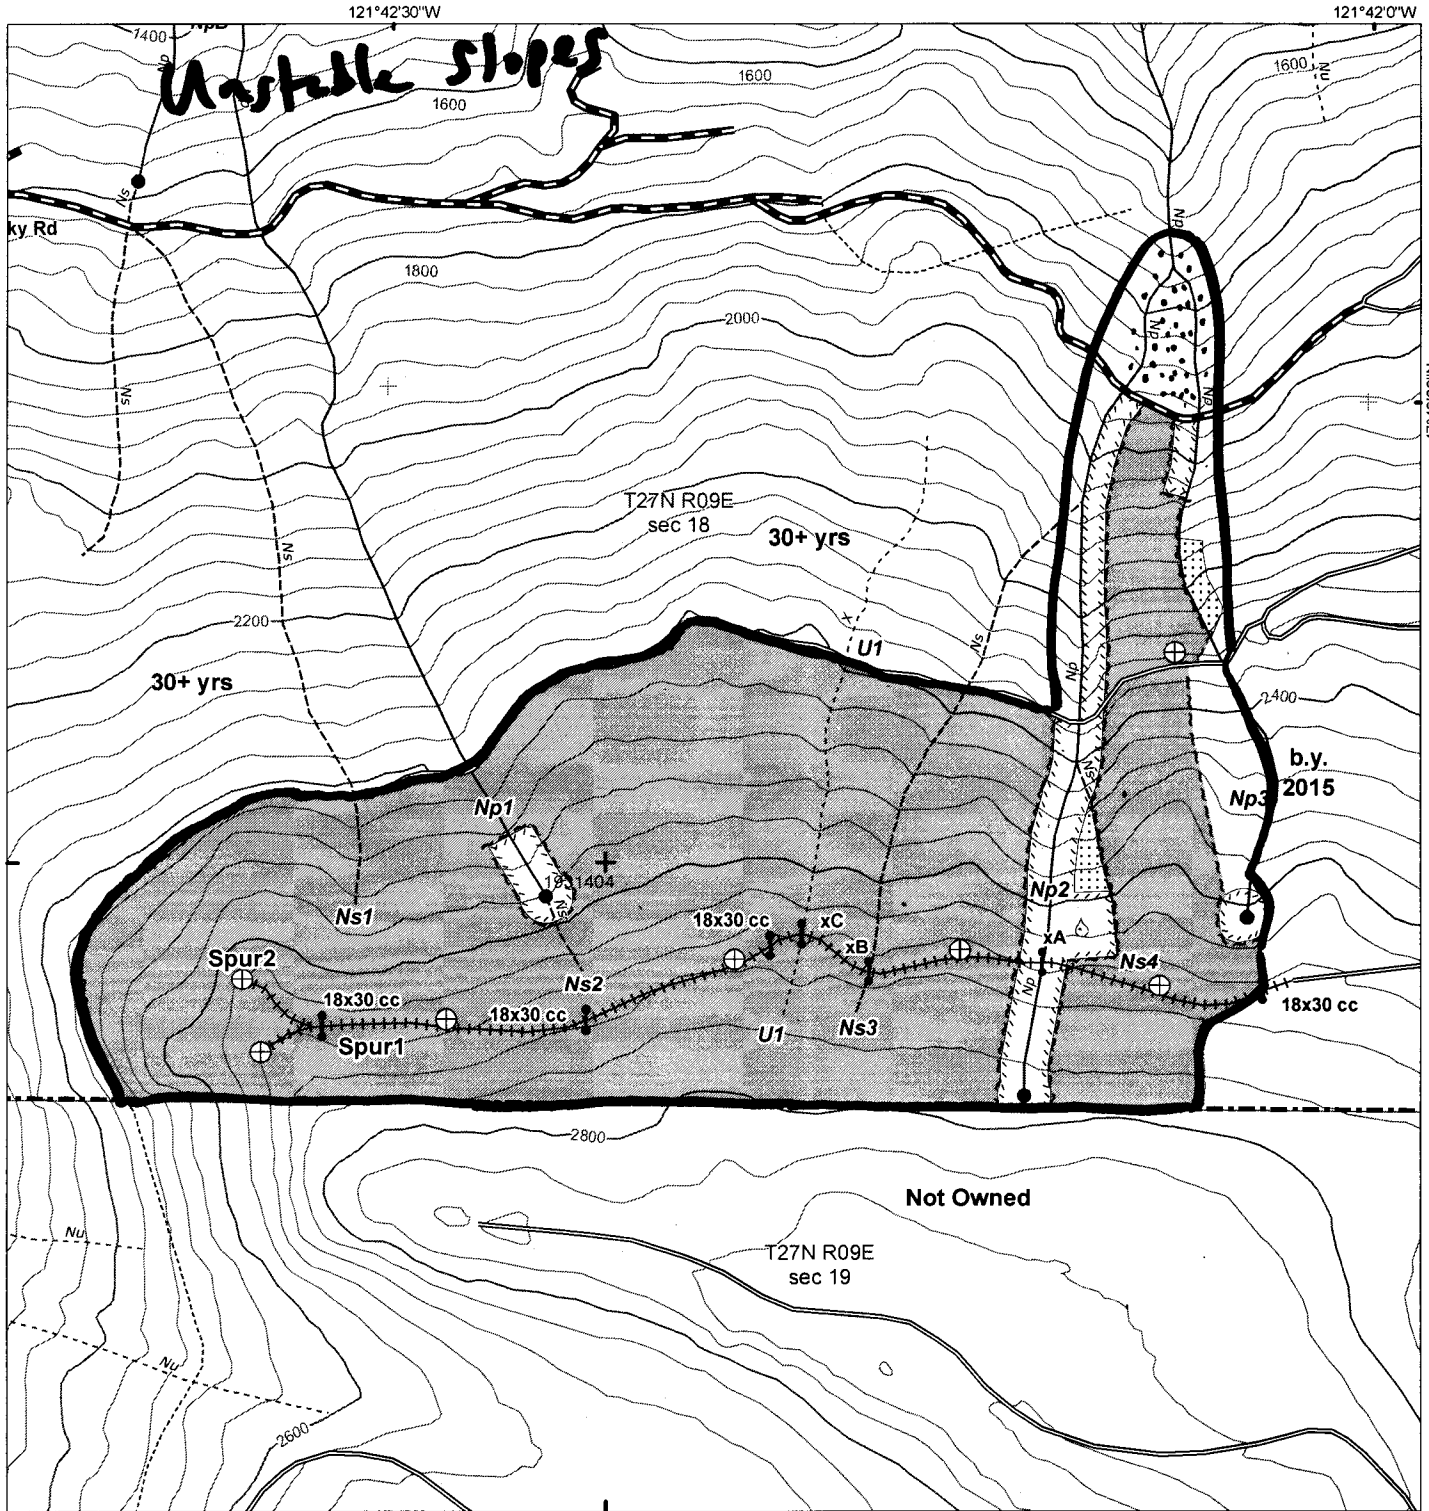 121°42'30"W
121°42'0"W
1400
Np
Unstable slopes
1600
1600
1600
Nu
Ns
ky Rd
Np
1800
2000
Np
Np
Ns
T27N R09E
sec 18
30+ yrs
Ns
2200
X
U1
Ns
Np
30+ yrs
2400
b.y.
2015
Np3
Ns
Np1
1931404
Ns
Np2
Ns1
18x30 cc
xC
xB
xA
Ns4
Spur2
Ns2
Np
18x30 cc
18x30 cc
18x30 cc
Spur1
U1
Ns3
2800
Not Owned
Nu
T27N R09E
sec 19
Nu
2600